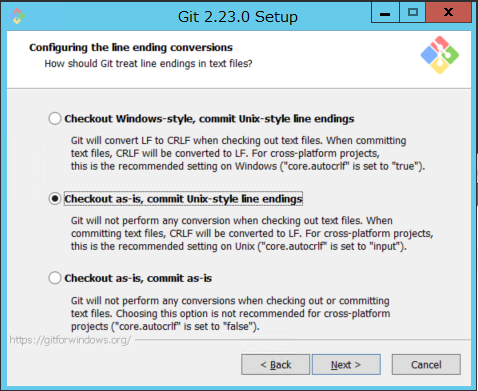 Git 2.23.0 Setup
Configuring the line ending conversions
How should Git treat line endings in text files?
Checkout Windows-style, commit Unix-style line endings
Git will convert LF to CRLF when checking out text files. When committing
text files, CRLF will be converted to LF. For cross-platform projects,
this is the recommended setting on Windows ("core.autocrlf" is set to "true").
Checkout as-is, commit Unix-style line endings
Git will not perform any conversion when checking out text files. When
committing text files, CRLF will be converted to LF. For cross-platform projects,
this is the recommended setting on Unix ("core.autocrlf" is set to "input").
Checkout as-is, commit as-is
Git will not perform any conversions when checking out or committing
text files. Choosing this option is not recommended for cross-platform
projects ("core.autocrlf" is set to "false").
https://gitforwindows.org/
< Back Next > Cancel